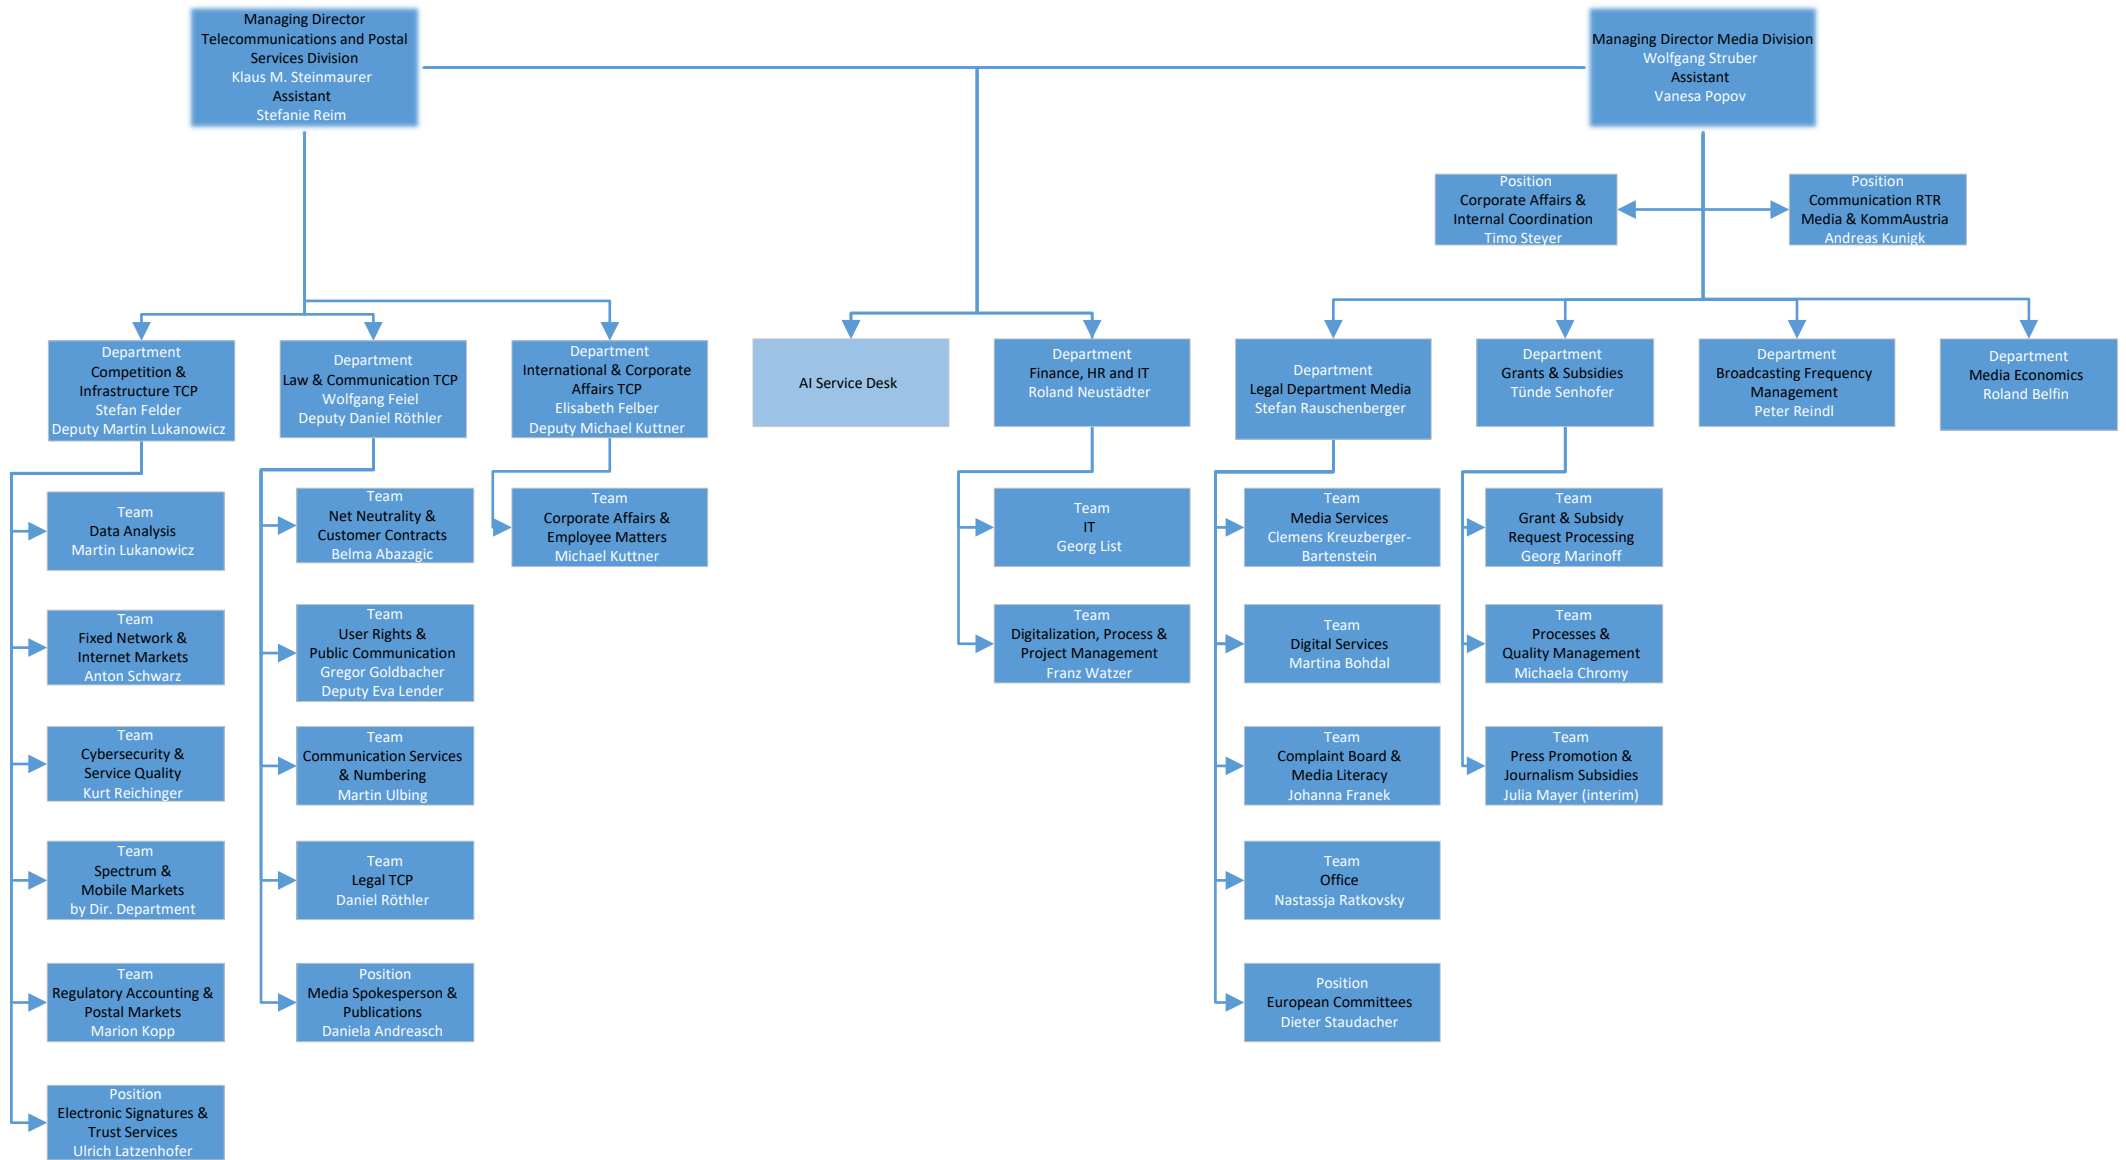 Managing Director
Telecommunications and Postal
Services Division
Klaus M. Steinmaurer
Assistant
Stefanie Reim
Managing Director Media Division
Wolfgang Struber
Assistant
Vanesa Popov
Position
Corporate Affairs &
Internal Coordination
Timo Steyer
Position
Communication RTR
Media & KommAustria
Andreas Kunigk
Department
Competition &
Infrastructure TCP
Stefan Felder
Deputy Martin Lukanowicz
Department
Law & Communication TCP
Wolfgang Feiel
Deputy Daniel Röthler
Department
International & Corporate
Affairs TCP
Elisabeth Felber
Deputy Michael Kuttner
AI Service Desk
Department
Finance, HR and IT
Roland Neustädter
Department
Legal Department Media
Stefan Rauschenberger
Department
Grants & Subsidies
Tünde Senhofer
Department
Broadcasting Frequency
Management
Peter Reindl
Department
Media Economics
Roland Belfin
Team
Data Analysis
Martin Lukanowicz
Team
Fixed Network &
Internet Markets
Anton Schwarz
Team
Cybersecurity &
Service Quality
Kurt Reichinger
Team
Spectrum &
Mobile Markets
by Dir. Department
Team
Regulatory Accounting &
Postal Markets
Marion Kopp
Position
Electronic Signatures &
Trust Services
Ulrich Latzenhofer
Team
Net Neutrality &
Customer Contracts
Belma Abazagic
Team
User Rights &
Public Communication
Gregor Goldbacher
Deputy Eva Lender
Team
Communication Services
& Numbering
Martin Ulbing
Team
Legal TCP
Daniel Röthler
Position
Media Spokesperson &
Publications
Daniela Andreasch
Team
Corporate Affairs &
Employee Matters
Michael Kuttner
Team
IT
Georg List
Team
Digitalization, Process &
Project Management
Franz Watzer
Team
Media Services
Clemens Kreuzberger-
Bartenstein
Team
Digital Services
Martina Bohdal
Team
Complaint Board &
Media Literacy
Johanna Franek
Team
Office
Nastassja Ratkovsky
Position
European Committees
Dieter Staudacher
Team
Grant & Subsidy
Request Processing
Georg Marinoff
Team
Processes &
Quality Management
Michaela Chromy
Team
Press Promotion &
Journalism Subsidies
Julia Mayer (interim)